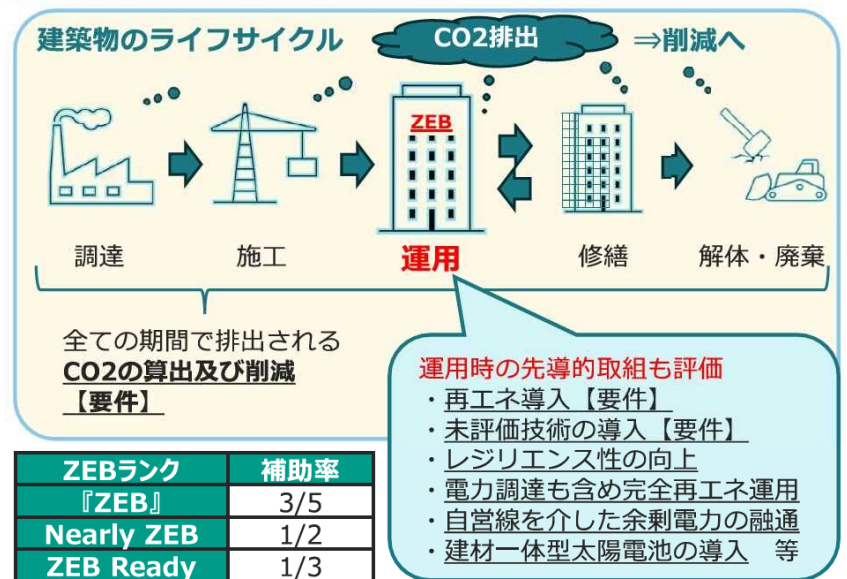 建築物のライフサイクル
CO2排出
⇒削減へ
ZEB
調達
施工
運用
修繕
解体・廃棄
全ての期間で排出される
CO2の算出及び削減
【要件】
運用時の先導的取組も評価
・再エネ導入【要件】
・未評価技術の導入【要件】
・レジリエンス性の向上
・電力調達も含め完全再エネ運用
・自営線を介した余剰電力の融通
・建材一体型太陽電池の導入 等
ZEBランク 補助率
『ZEB』 3/5
Nearly ZEB 1/2
ZEB Ready 1/3